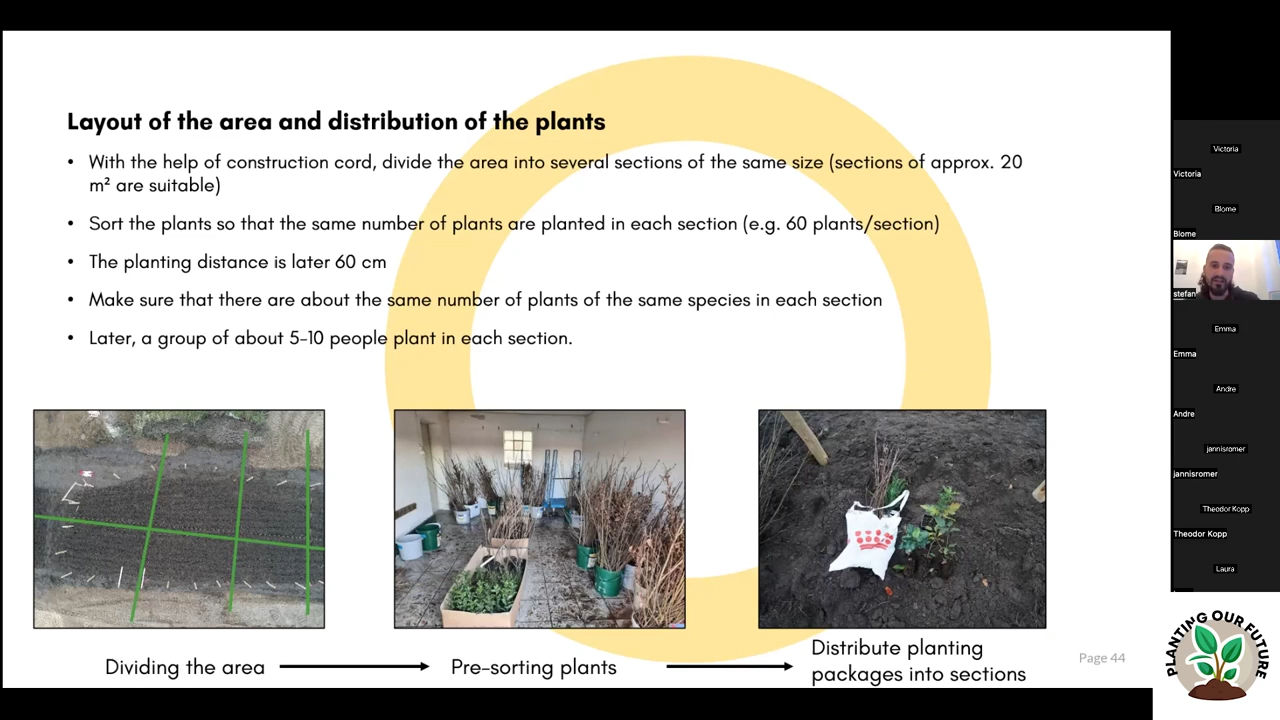 Layout of the area and distribution of the plants
• With the help of construction cord, divide the area into several sections of the same size (sections of approx. 20
m² are suitable)
• Sort the plants so that the same number of plants are planted in each section (e.g. 60 plants/section)
• The planting distance is later 60 cm
• Make sure that there are about the same number of plants of the same species in each section
• Later, a group of about 5-10 people plant in each section.
Dividing the area
Pre-sorting plants
Distribute planting
packages into sections
Page 44
Victoria
Victoria
Blome
Blome
stefan
Emma
Emma
Andre
Andre
jannisromer
jannisromer
Theodor Kopp
Theodor Kopp
Laura
PLANTING OUR FUTURE